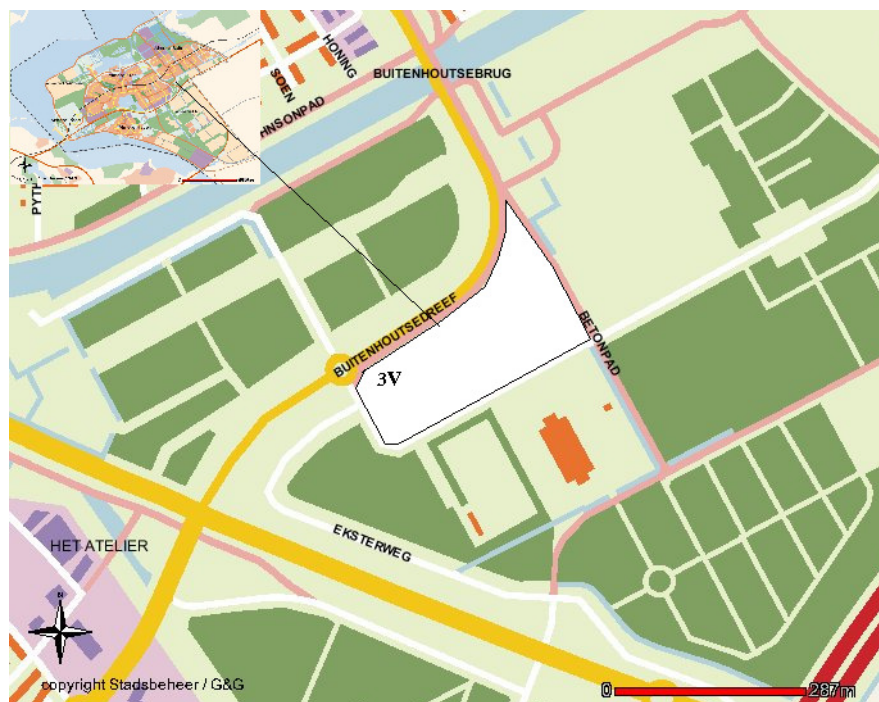 HONING
SOEN
BUITENHOUTSEBRUG
HNSONPAD
PYTH
BUITENHOUTSEDREEF
BETONPAD
3V
EKSTERWEG
HET ATELIER
N
copyright Stadsbeheer / G&G
0 287m